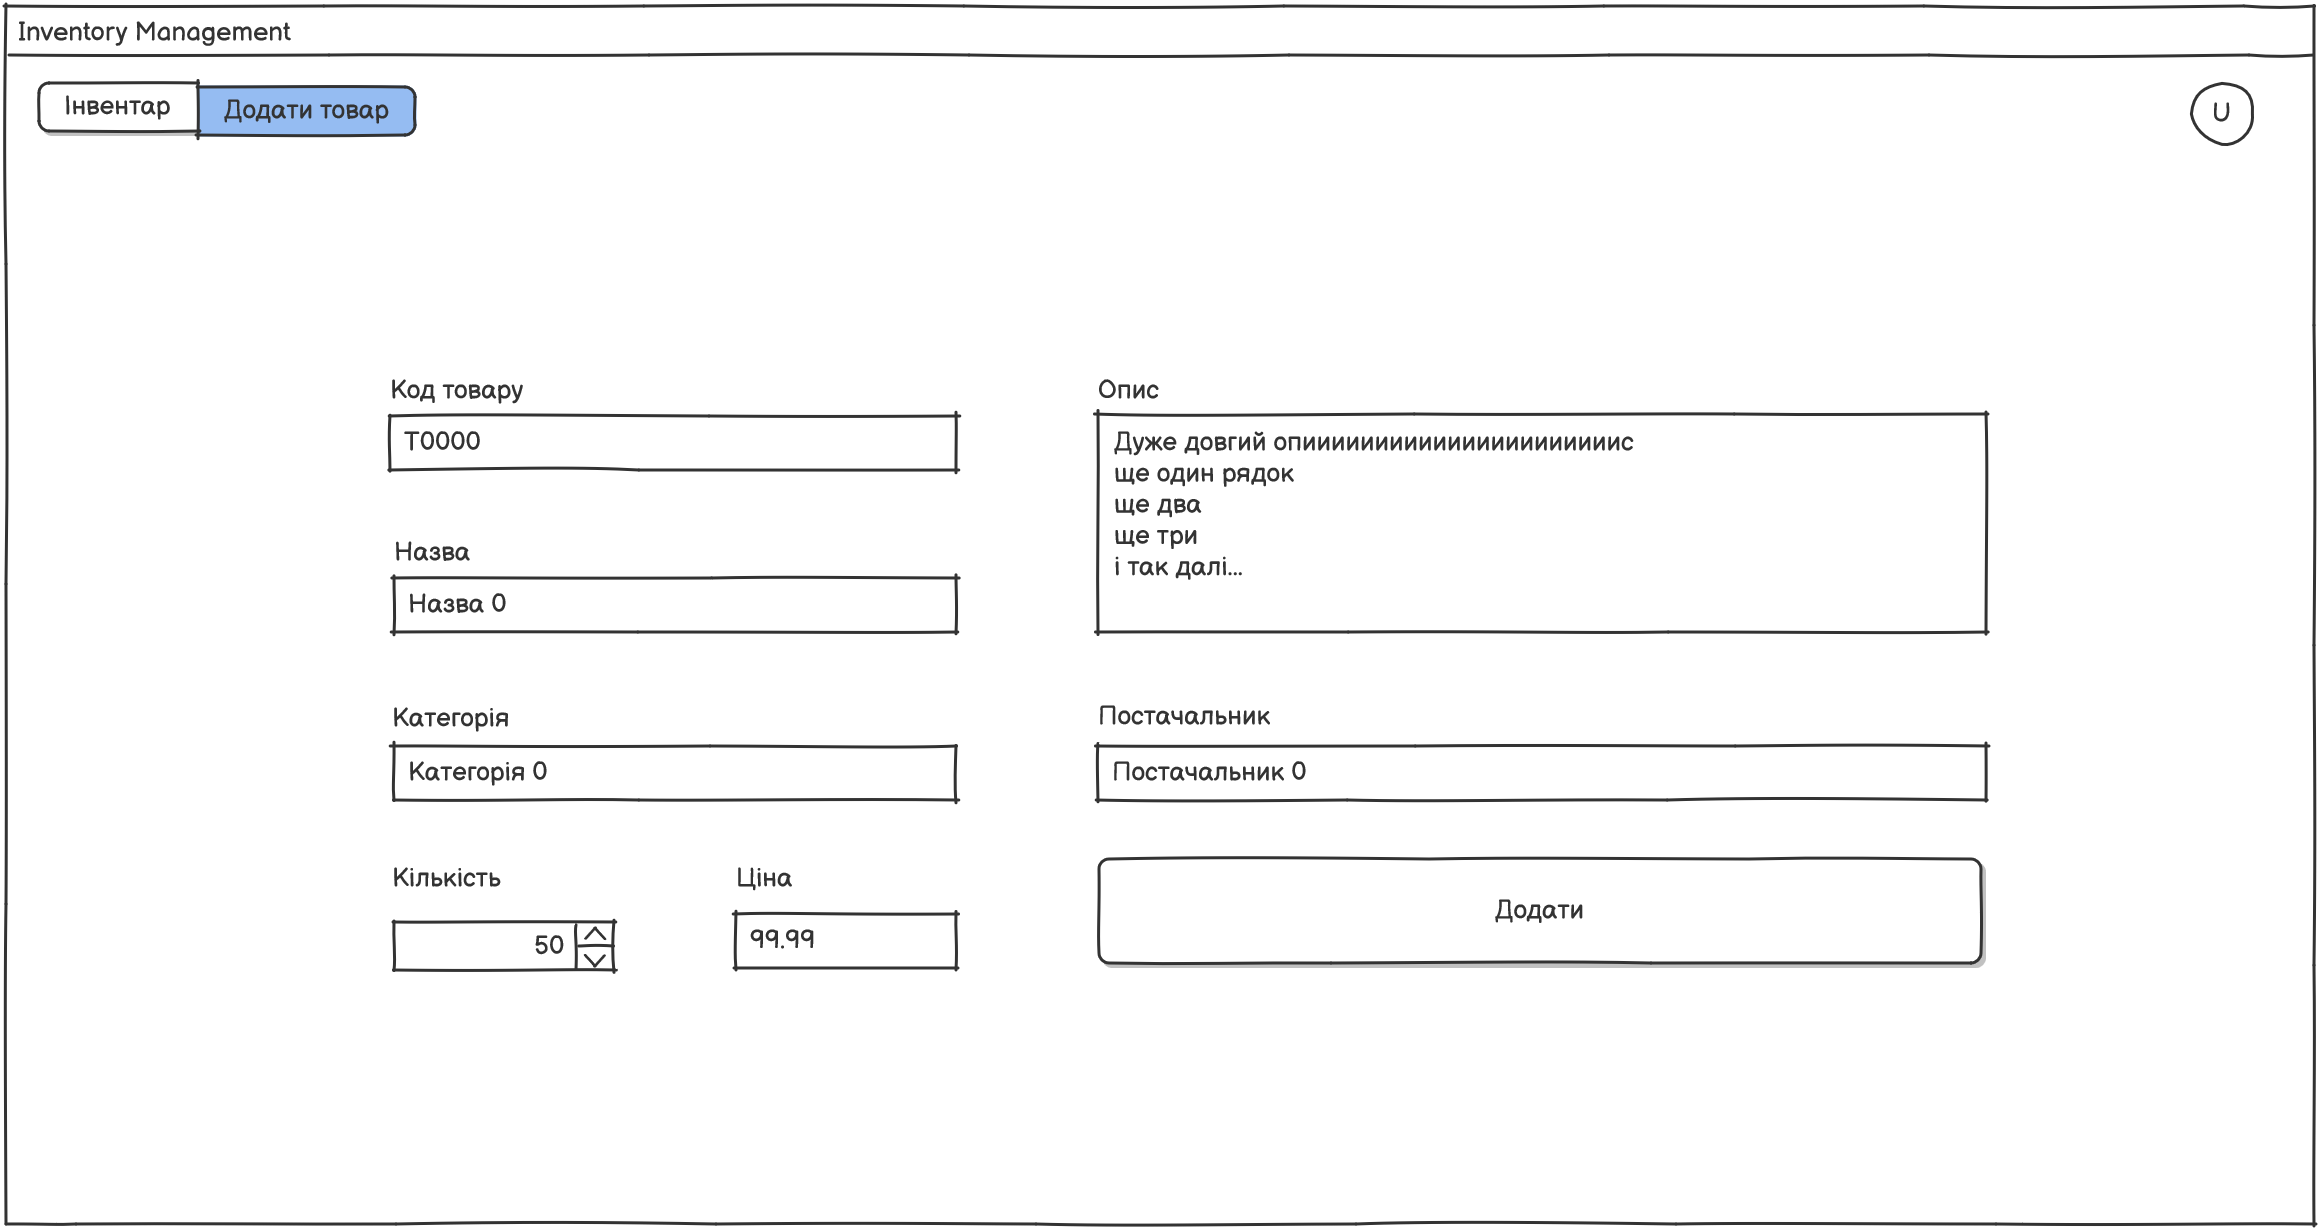 Inventory Management
Інвентар
Додати товар
U
Код товару
T0000
Назва
Назва 0
Категорія
Категорія 0
Кількість
50
Ціна
99.99
Опис
Дуже довгий опиииииииииииииииииииииис
ще один рядок
ще два
ще три
і так далі...
Постачальник
Постачальник 0
Додати